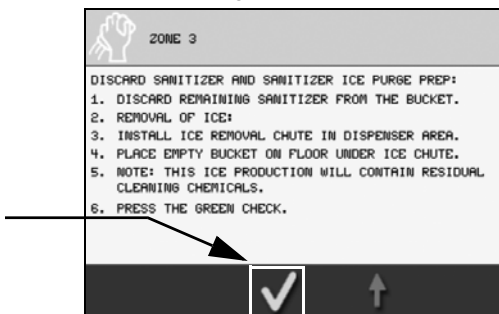 ZONE 3
DISCARD SANITIZER AND SANITIZER ICE PURGE PREP:
1. DISCARD REMAINING SANITIZER FROM THE BUCKET.
2. REMOVAL OF ICE:
3. INSTALL ICE REMOVAL CHUTE IN DISPENSER AREA.
4. PLACE EMPTY BUCKET ON FLOOR UNDER ICE CHUTE.
5. NOTE: THIS ICE PRODUCTION WILL CONTAIN RESIDUAL
CLEANING CHEMICALS.
6. PRESS THE GREEN CHECK.